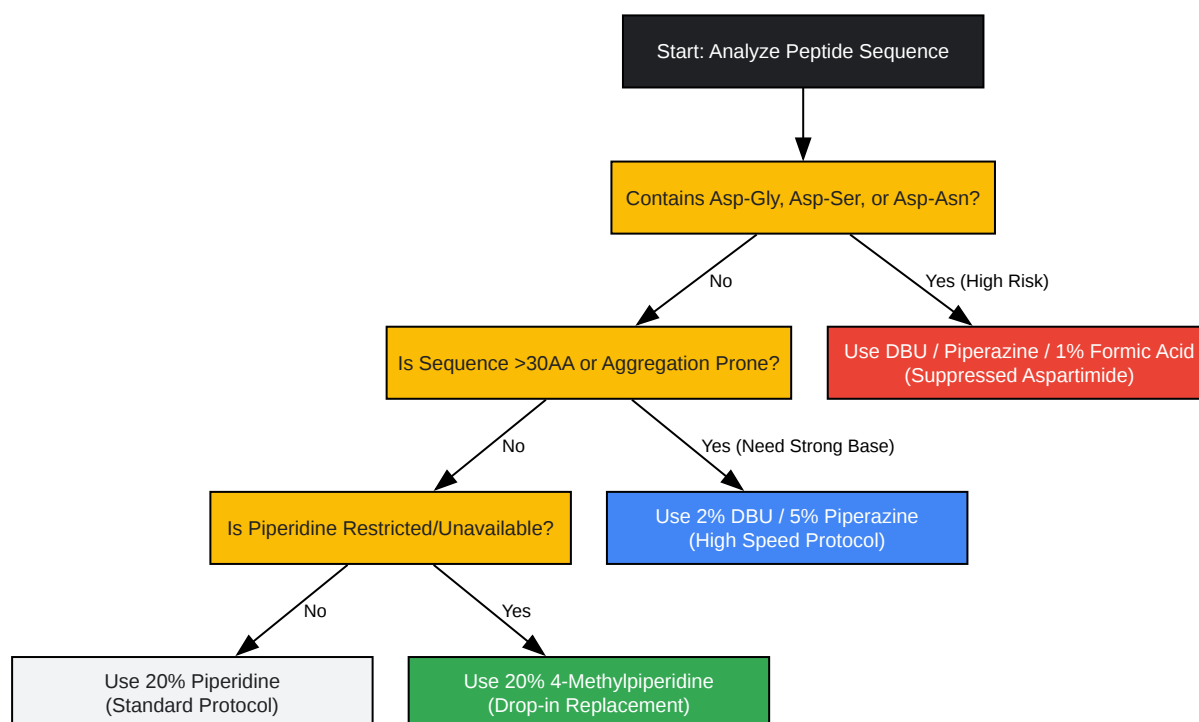 Start: Analyze Peptide Sequence
Contains Asp-Gly, Asp-Ser, or Asp-Asn?
No
Yes (High Risk)
Is Sequence >30AA or Aggregation Prone?
Use DBU / Piperazine / 1% Formic Acid
(Suppressed Aspartimide)
No
Yes (Need Strong Base)
Is Piperidine Restricted/Unavailable?
Use 2% DBU / 5% Piperazine
(High Speed Protocol)
No
Yes
Use 20% Piperidine
(Standard Protocol)
Use 20% 4-Methylpiperidine
(Drop-in Replacement)